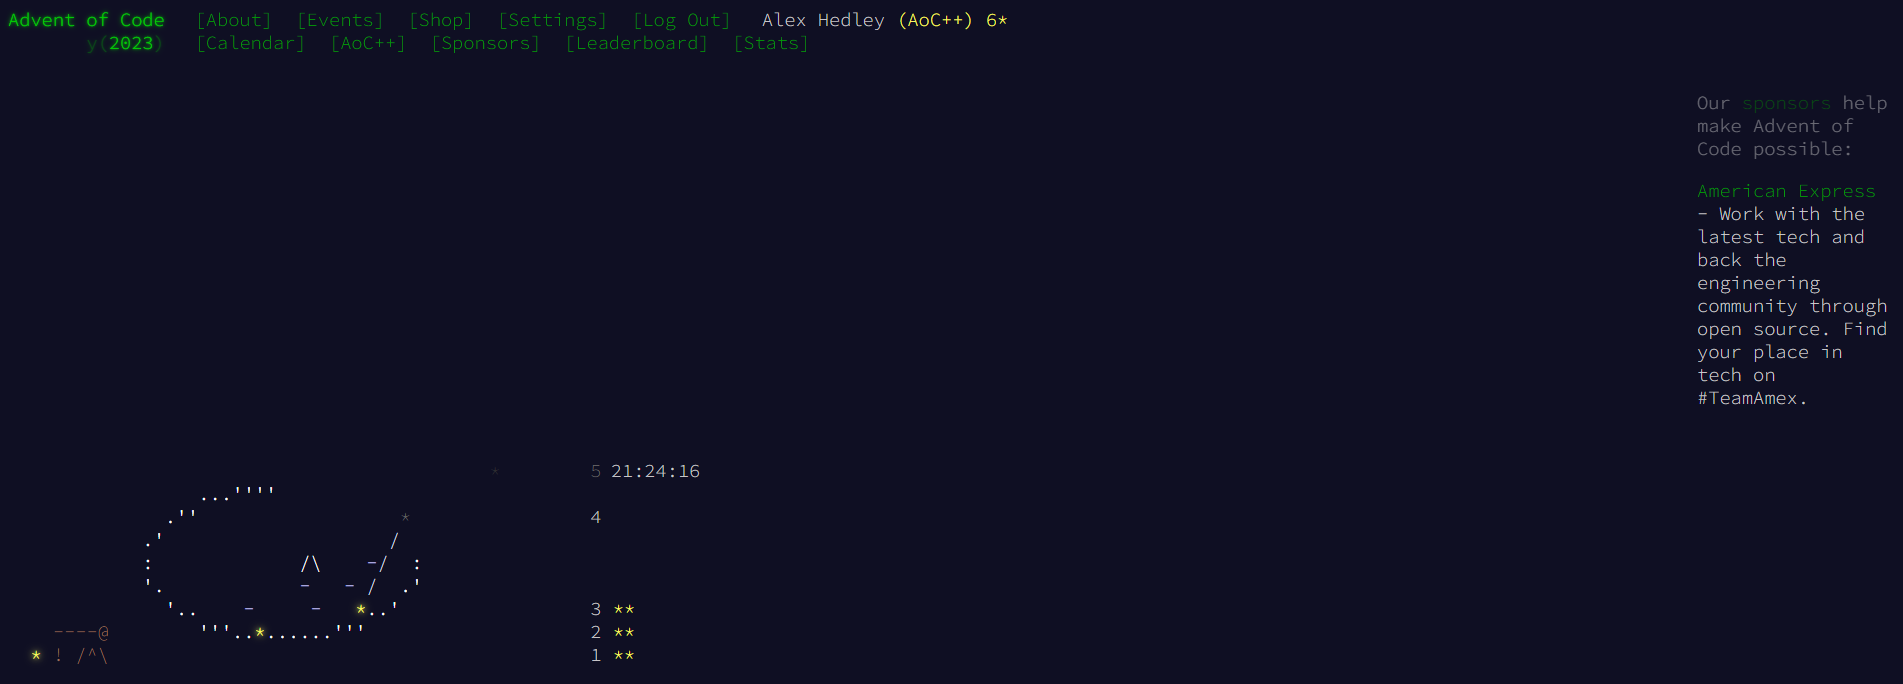 Advent of Code [About] [Events] [Shop] [Settings] [Log Out] Alex Hedley (AoC++) 6*
y(2023) [Calendar] [AoC++] [Sponsors] [Leaderboard] [Stats]
Our sponsors help
make Advent of
Code possible:
American Express
- Work with the
latest tech and
back the
engineering
community through
open source. Find
your place in
tech on
#TeamAmex.
* 5 21:24:16
...''''
.'' * 4
.' /
: /\ -/ :
'. - - / .'
'.. - - *..' 3 **
----@ '''..*......''' 2 **
* ! /^\ 1 **